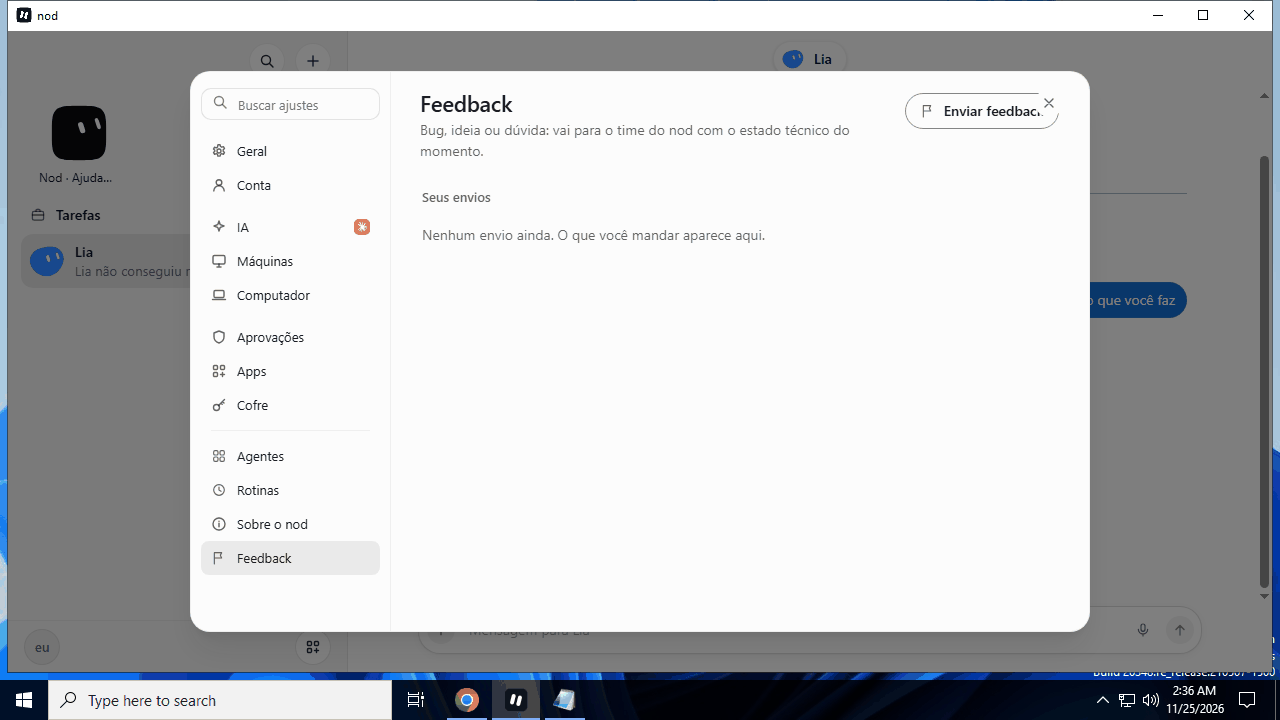 nod
Lia
Buscar ajustes
Feedback
Enviar feedback
Bug, ideia ou dúvida: vai para o time do nod com o estado técnico do
momento.
Geral
Conta
Seus envios
Nod · Ajuda...
Tarefas
IA
Nenhum envio ainda. O que você mandar aparece aqui.
Lia
Lia não conseguiu
Máquinas
Computador
o que você faz
Aprovações
Apps
Cofre
Agentes
Rotinas
Sobre o nod
Feedback
eu
Mensagem para Lia
Type here to search
2:36 AM
11/25/2026